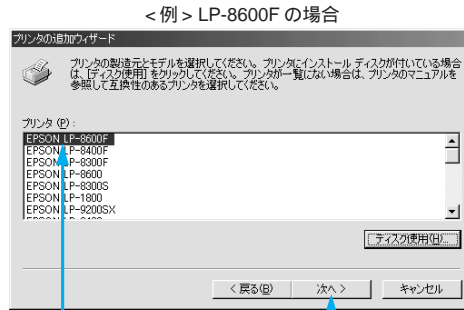 ＜例＞LP-8600Fの場合
プリンタの追加ウィザード
プリンタの製造元とモデルを選択してください。プリンタにインストール ディスクが付いている場合
は、[ディスク使用] をクリックしてください。プリンタが一覧にない場合は、プリンタのマニュアルを
参照して互換性のあるプリンタを選択してください。
プリンタ (P) :
EPSON LP-8600F
EPSON LP-8400F
EPSON LP-8300F
EPSON LP-8600
EPSON LP-8300S
EPSON LP-1800
EPSON LP-9200SX
ディスク使用(H)...
< 戻る(B)
次へ >
キャンセル